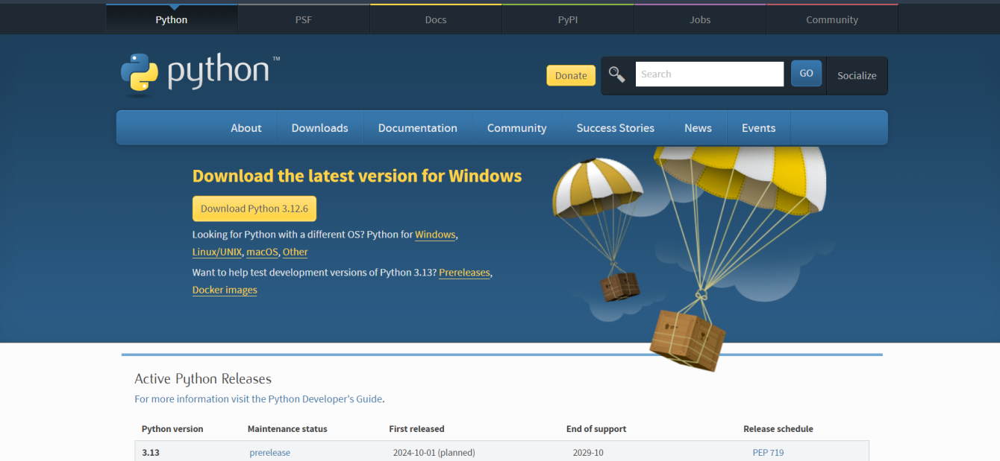 Python PSF Docs PyPI Jobs Community
python™
Donate Search GO Socialize
About Downloads Documentation Community Success Stories News Events
Download the latest version for Windows
Download Python 3.12.6
Looking for Python with a different OS? Python for Windows,
Linux/UNIX, macOS, Other
Want to help test development versions of Python 3.13? Prereleases,
Docker images
Active Python Releases
For more information visit the Python Developer's Guide.
Python version Maintenance status First released End of support Release schedule
3.13 prerelease 2024-10-01 (planned) 2029-10 PEP 719